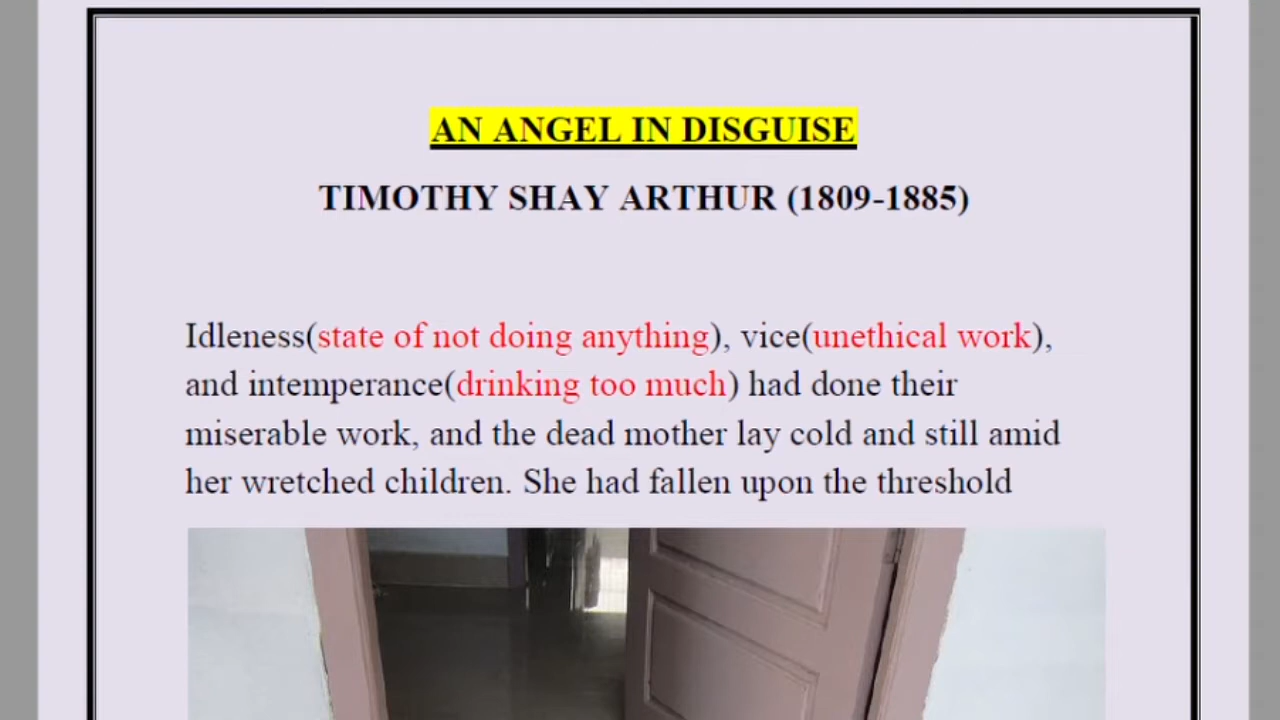 AN ANGEL IN DISGUISE
TIMOTHY SHAY ARTHUR (1809-1885)
Idleness(state of not doing anything), vice(unethical work),
and intemperance(drinking too much) had done their
miserable work, and the dead mother lay cold and still amid
her wretched children. She had fallen upon the threshold